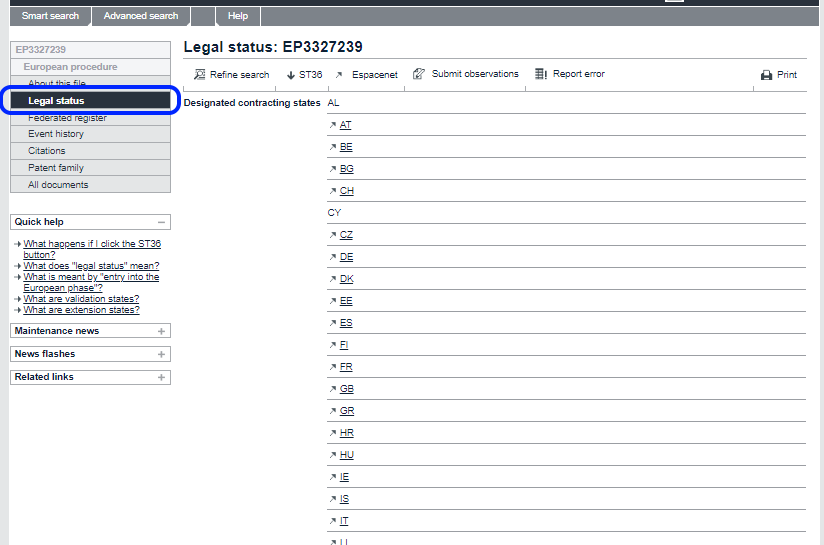 Smart search
Advanced search
Help
EP3327239
European procedure
About this file
Legal status
Federated register
Event history
Citations
Patent family
All documents
Quick help
What happens if I click the ST36
button?
What does "legal status" mean?
What is meant by "entry into the
European phase"?
What are validation states?
What are extension states?
Maintenance news
News flashes
Related links
Legal status: EP3327239
Refine search
ST36
Espacenet
Submit observations
Report error
Print
Designated contracting states AL
AT
BE
BG
CH
CY
CZ
DE
DK
EE
ES
FI
FR
GB
GR
HR
HU
IE
IS
IT